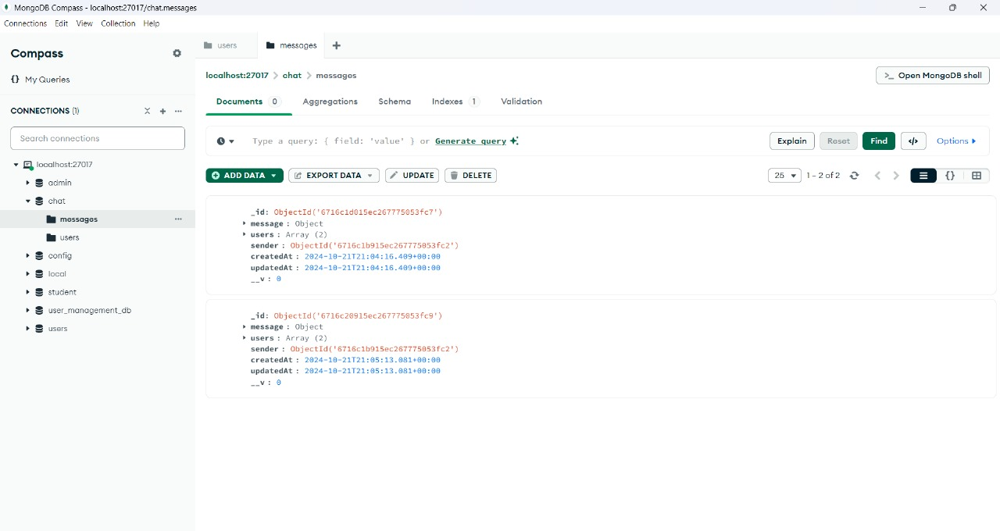 MongoDB Compass - localhost:27017/chat.messages
Connections Edit View Collection Help
Compass
{} My Queries
CONNECTIONS (1)
Search connections
localhost:27017
admin
chat
messages
users
config
local
student
user_management_db
users
users messages
localhost:27017 > chat > messages
>_ Open MongoDB shell
Documents 0 Aggregations Schema Indexes 1 Validation
Type a query: { field: 'value' } or Generate query
Explain Reset Find </> Options
ADD DATA EXPORT DATA UPDATE DELETE
25 1 – 2 of 2 {}
_id: ObjectId('6716c1d015ec267775053fc7')
message : Object
users : Array (2)
sender : ObjectId('6716c1b915ec267775053fc2')
createdAt : 2024-10-21T21:04:16.409+00:00
updatedAt : 2024-10-21T21:04:16.409+00:00
__v : 0
_id: ObjectId('6716c20915ec267775053fc9')
message : Object
users : Array (2)
sender : ObjectId('6716c1b915ec267775053fc2')
createdAt : 2024-10-21T21:05:13.081+00:00
updatedAt : 2024-10-21T21:05:13.081+00:00
__v : 0